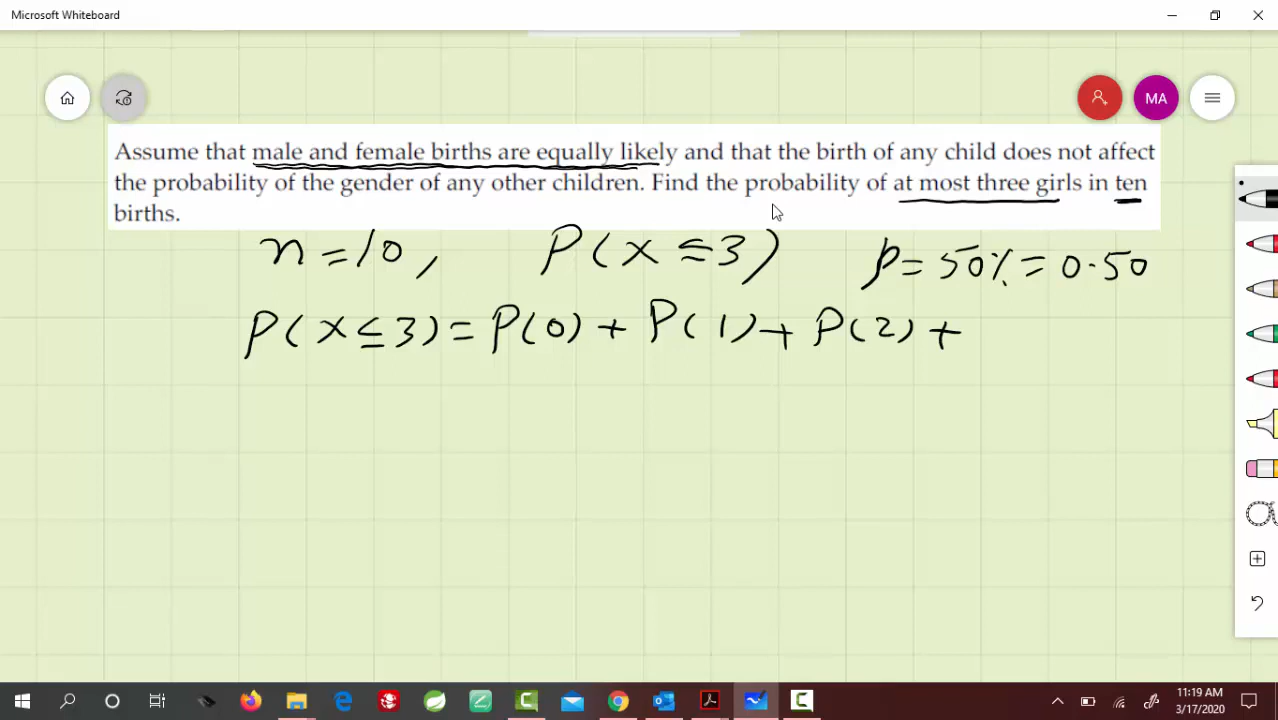 Microsoft Whiteboard
MA
Assume that male and female births are equally likely and that the birth of any child does not affect
the probability of the gender of any other children. Find the probability of at most three girls in ten
births.
n = 10, P(x ≤ 3) p = 50% = 0.50
P(x ≤ 3) = P(0) + P(1) + P(2) +
11:19 AM
3/17/2020